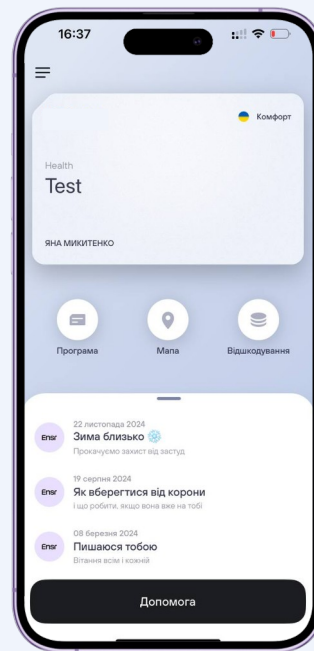 16:37
Комфорт
Health
Test
ЯНА МИКИТЕНКО
Програма
Мапа
Відшкодування
22 листопада 2024
Ensr
Зима близько
Прокачуємо захист від застуд
19 серпня 2024
Ensr
Як вберегтися від корони
і що робити, якщо вона вже на тобі
08 березня 2024
Ensr
Пишаюся тобою
Вітання всім і кожній
Допомога